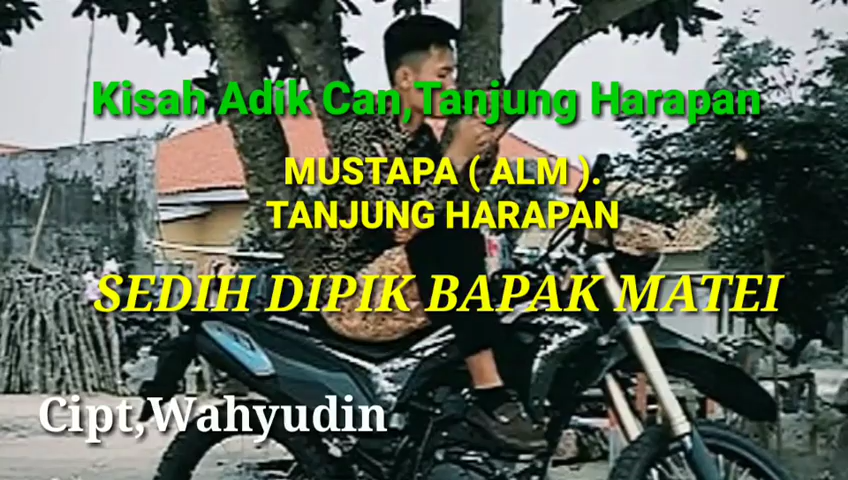 Kisah Adik Can,Tanjung Harapan
MUSTAPA ( ALM ).
TANJUNG HARAPAN
SEDIH DIPIK BAPAK MATEI
Cipt,Wahyudin